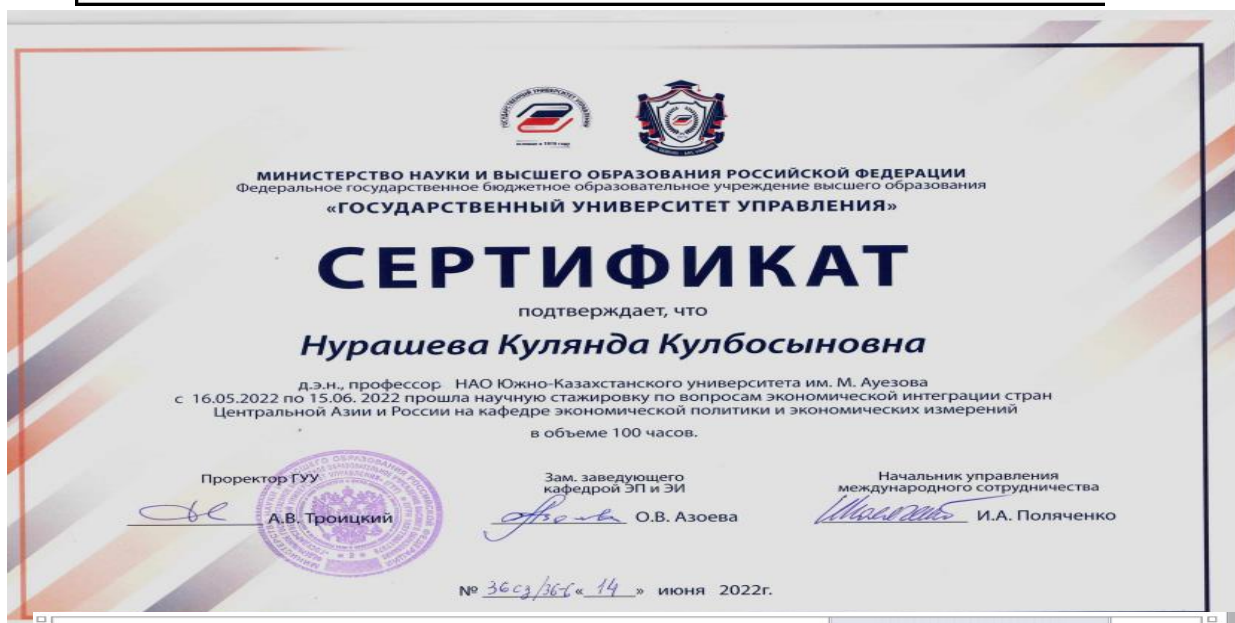 МИНИСТЕРСТВО НАУКИ И ВЫСШЕГО ОБРАЗОВАНИЯ РОССИЙСКОЙ ФЕДЕРАЦИИ
Федеральное государственное бюджетное образовательное учреждение высшего образования
«ГОСУДАРСТВЕННЫЙ УНИВЕРСИТЕТ УПРАВЛЕНИЯ»
СЕРТИФИКАТ
подтверждает, что
Нурашева Кулянда Кулбосыновна
д.э.н., профессор НАО Южно-Казахстанского университета им. М. Ауезова
с 16.05.2022 по 15.06. 2022 прошла научную стажировку по вопросам экономической интеграции стран
Центральной Азии и России на кафедре экономической политики и экономических измерений
в объеме 100 часов.
Проректор ГУУ
А.В. Троицкий
Зам. заведующего
кафедрой ЭП и ЭИ
О.В. Азоева
Начальник управления
международного сотрудничества
И.А. Поляченко
№ « 14 » июня 2022г.